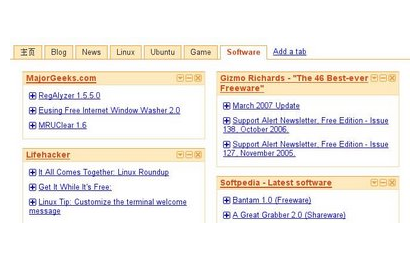 主页 Blog News Linux Ubuntu Game Software Add a tab
MajorGeeks.com
RegAlyzer 1.5.5.0
Eusing Free Internet Window Washer 2.0
MRUClear 1.6
Lifehacker
It All Comes Together: Linux Roundup
Get It While It's Free:
Linux Tip: Customize the terminal welcome
message
Gizmo Richards - "The 46 Best-ever
Freeware"
March 2007 Update
Support Alert Newsletter, Free Edition - Issue
138, October 2006.
Support Alert Newsletter, Free Edition - Issue
127, November 2005.
Softpedia - Latest software
Bantam 1.0 (Freeware)
A Great Grabber 2.0 (Shareware)